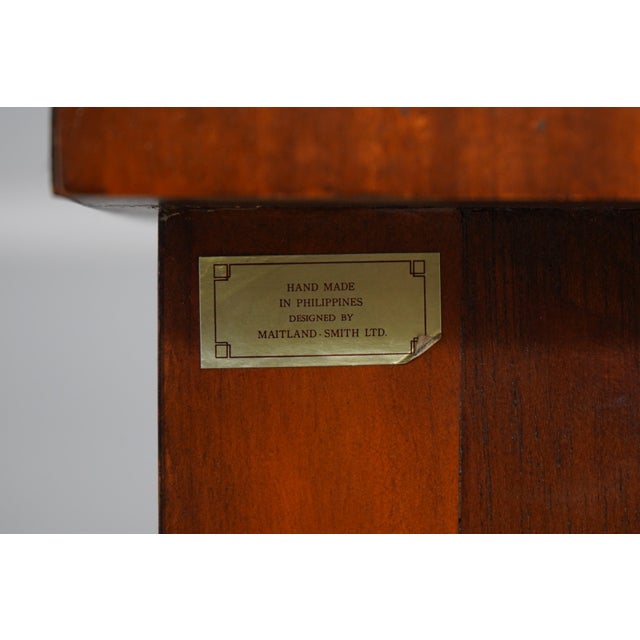 HAND MADE
IN PHILIPPINES
DESIGNED BY
MAITLAND-SMITH LTD.